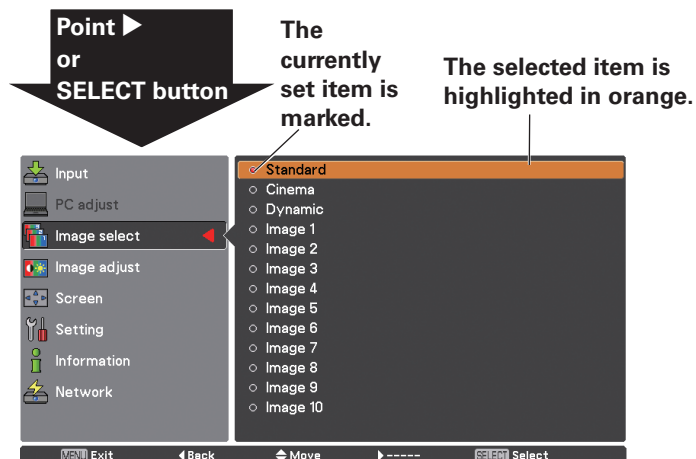 Point ▶
or
SELECT button
The
currently
set item is
marked.
The selected item is
highlighted in orange.
Input
PC adjust
Image select
Image adjust
Screen
Setting
Information
Network
Standard
Cinema
Dynamic
Image 1
Image 2
Image 3
Image 4
Image 5
Image 6
Image 7
Image 8
Image 9
Image 10
MENU Exit ◀Back Move ▶----- SELECT Select